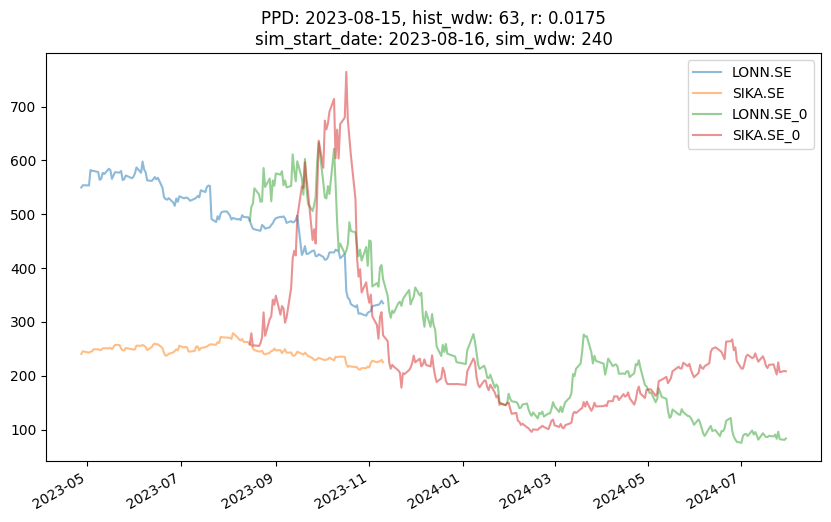 PPD: 2023-08-15, hist_wdw: 63, r: 0.0175
sim_start_date: 2023-08-16, sim_wdw: 240
LONN.SE
SIKA.SE
LONN.SE_0
SIKA.SE_0
700
600
500
400
300
200
100
2023-05
2023-07
2023-09
2023-11
2024-01
2024-03
2024-05
2024-07